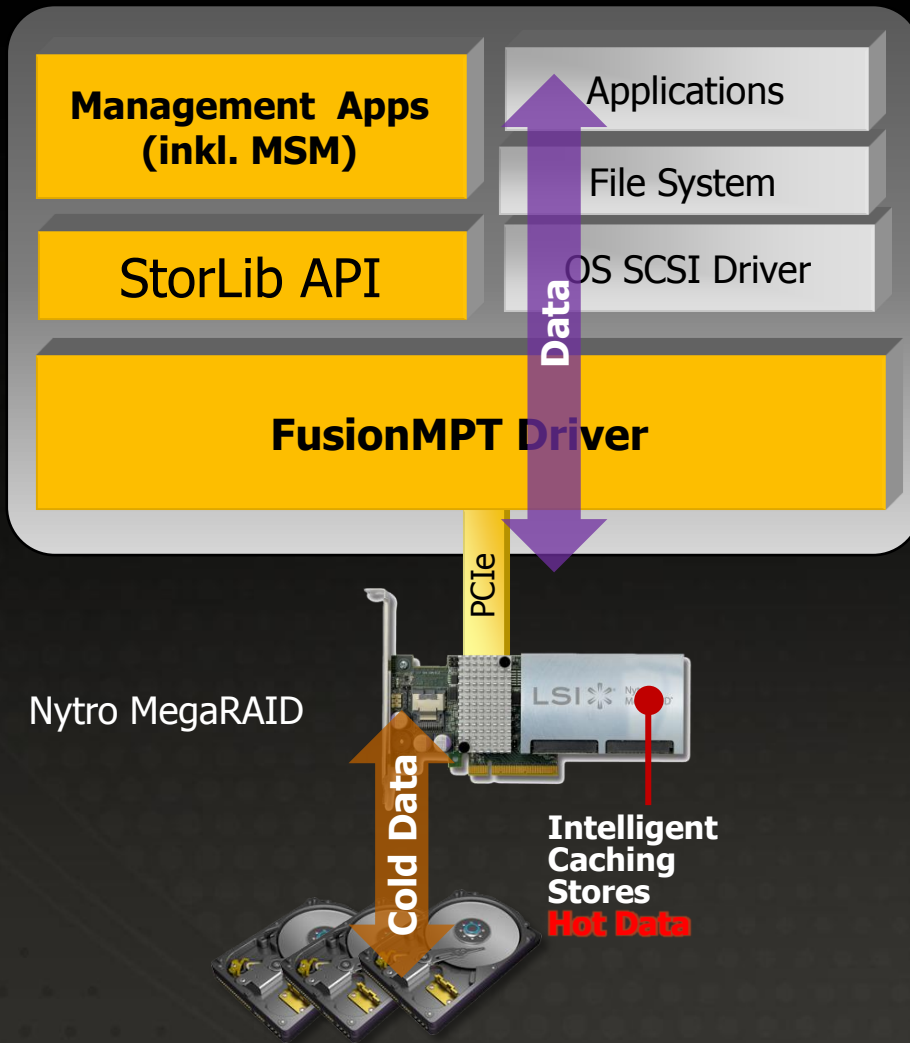 Management Apps
(inkl. MSM)
Applications
File System
StorLib API
OS SCSI Driver
Data
FusionMPT Driver
PCIe
Nytro MegaRAID
LSI
Cold Data
Intelligent
Caching
Stores
Hot Data